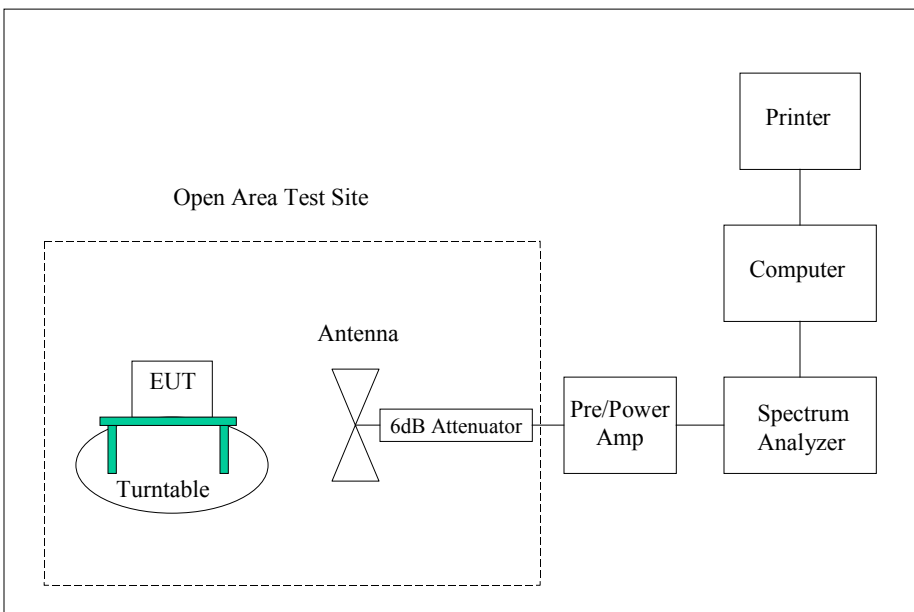 Printer
Open Area Test Site
Computer
Antenna
EUT
6dB Attenuator
Pre/Power
Amp
Spectrum
Analyzer
Turntable